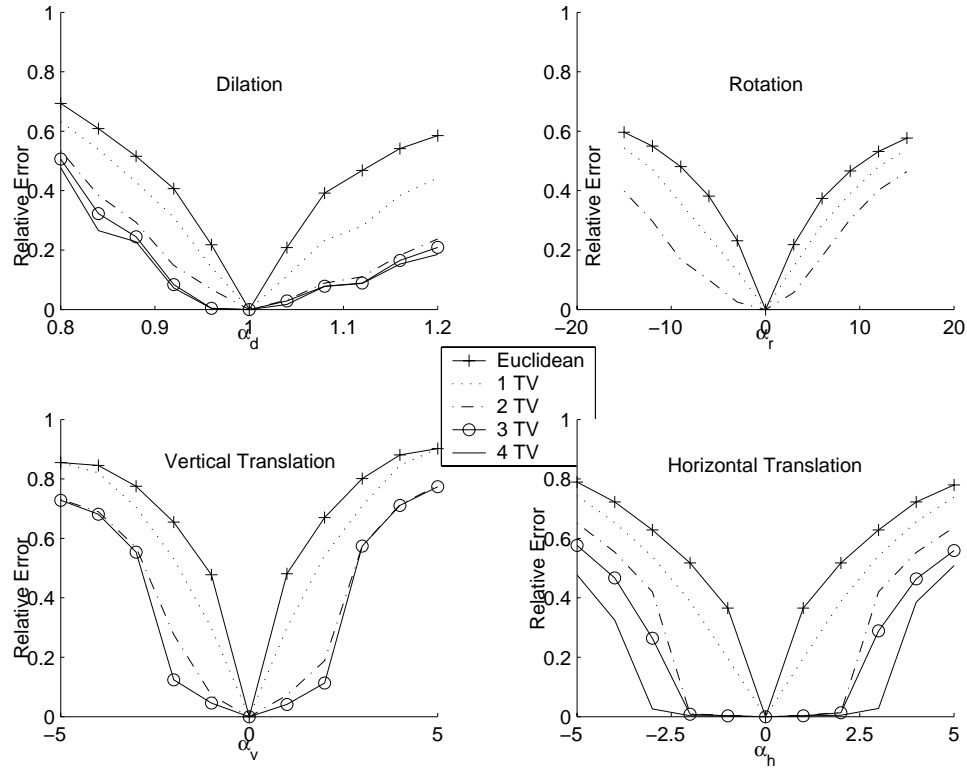 1
0.8
0.6
0.4
0.2
0
Relative Error
Dilation
0.8
0.9
1
1.1
1.2
α_d
1
0.8
0.6
0.4
0.2
0
Relative Error
Rotation
−20
−10
0
10
20
α_r
Euclidean
1 TV
2 TV
3 TV
4 TV
1
0.8
0.6
0.4
0.2
0
Relative Error
Vertical Translation
−5
0
5
α_v
1
0.8
0.6
0.4
0.2
0
Relative Error
Horizontal Translation
−5
−2.5
0
2.5
5
α_h